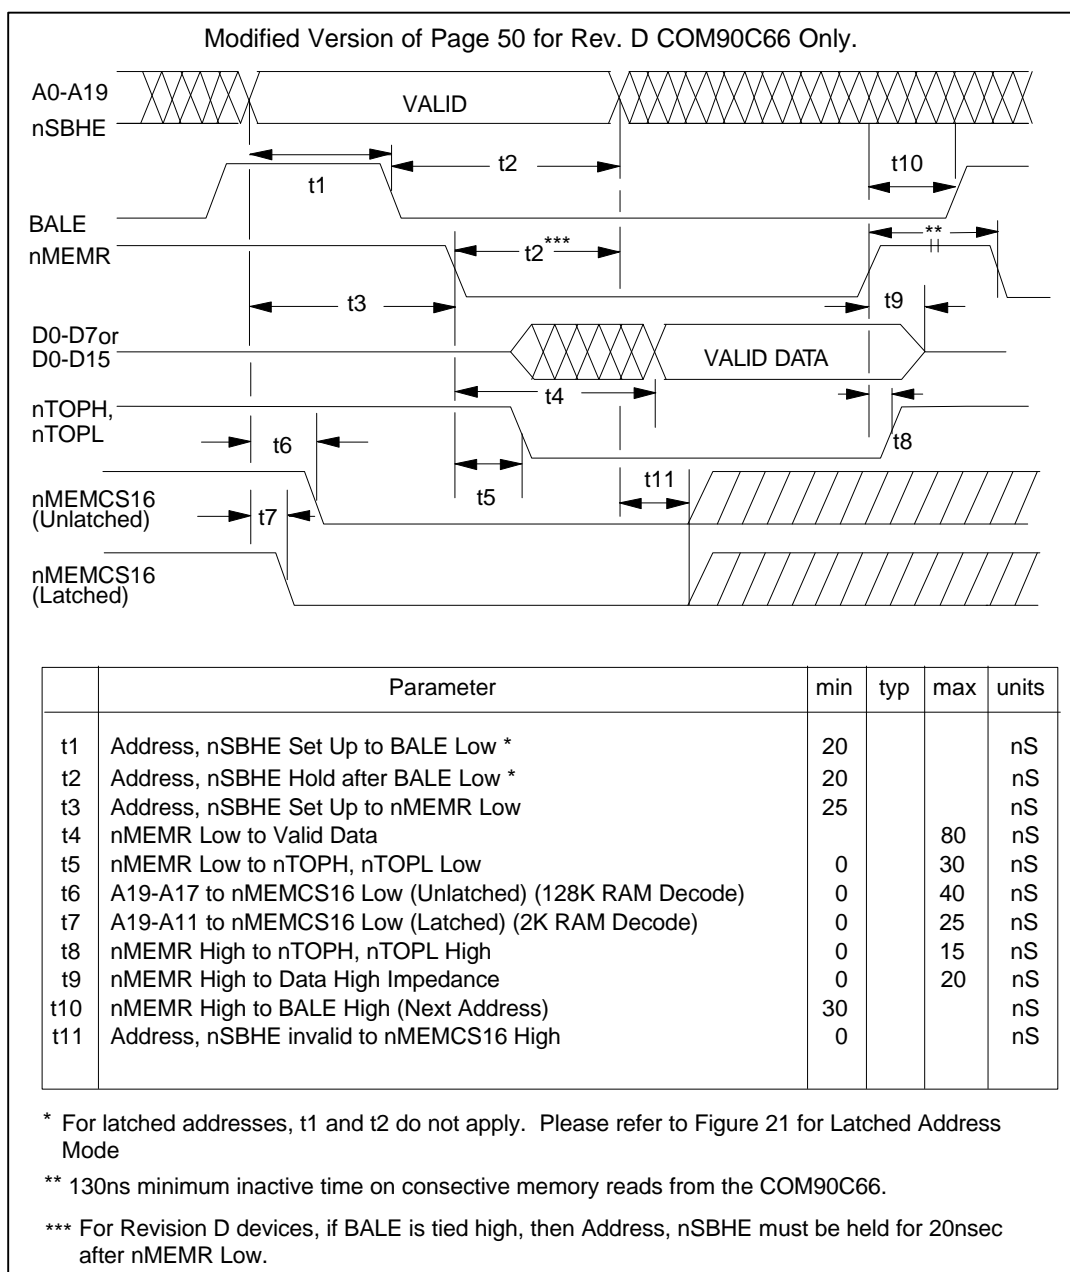 Modified Version of Page 50 for Rev. D COM90C66 Only.
A0-A19
nSBHE
VALID
t1
t2
t10
BALE
nMEMR
t2***
**
t3
t9
D0-D7or
D0-D15
VALID DATA
t4
nTOPH,
nTOPL
t6
t8
t5
t11
nMEMCS16
(Unlatched)
t7
nMEMCS16
(Latched)
Parameter min typ max units
t1 Address, nSBHE Set Up to BALE Low * 20 nS
t2 Address, nSBHE Hold after BALE Low * 20 nS
t3 Address, nSBHE Set Up to nMEMR Low 25 nS
t4 nMEMR Low to Valid Data 80 nS
t5 nMEMR Low to nTOPH, nTOPL Low 0 30 nS
t6 A19-A17 to nMEMCS16 Low (Unlatched) (128K RAM Decode) 0 40 nS
t7 A19-A11 to nMEMCS16 Low (Latched) (2K RAM Decode) 0 25 nS
t8 nMEMR High to nTOPH, nTOPL High 0 15 nS
t9 nMEMR High to Data High Impedance 0 20 nS
t10 nMEMR High to BALE High (Next Address) 30 nS
t11 Address, nSBHE invalid to nMEMCS16 High 0 nS
* For latched addresses, t1 and t2 do not apply. Please refer to Figure 21 for Latched Address
Mode
** 130ns minimum inactive time on consective memory reads from the COM90C66.
*** For Revision D devices, if BALE is tied high, then Address, nSBHE must be held for 20nsec
after nMEMR Low.